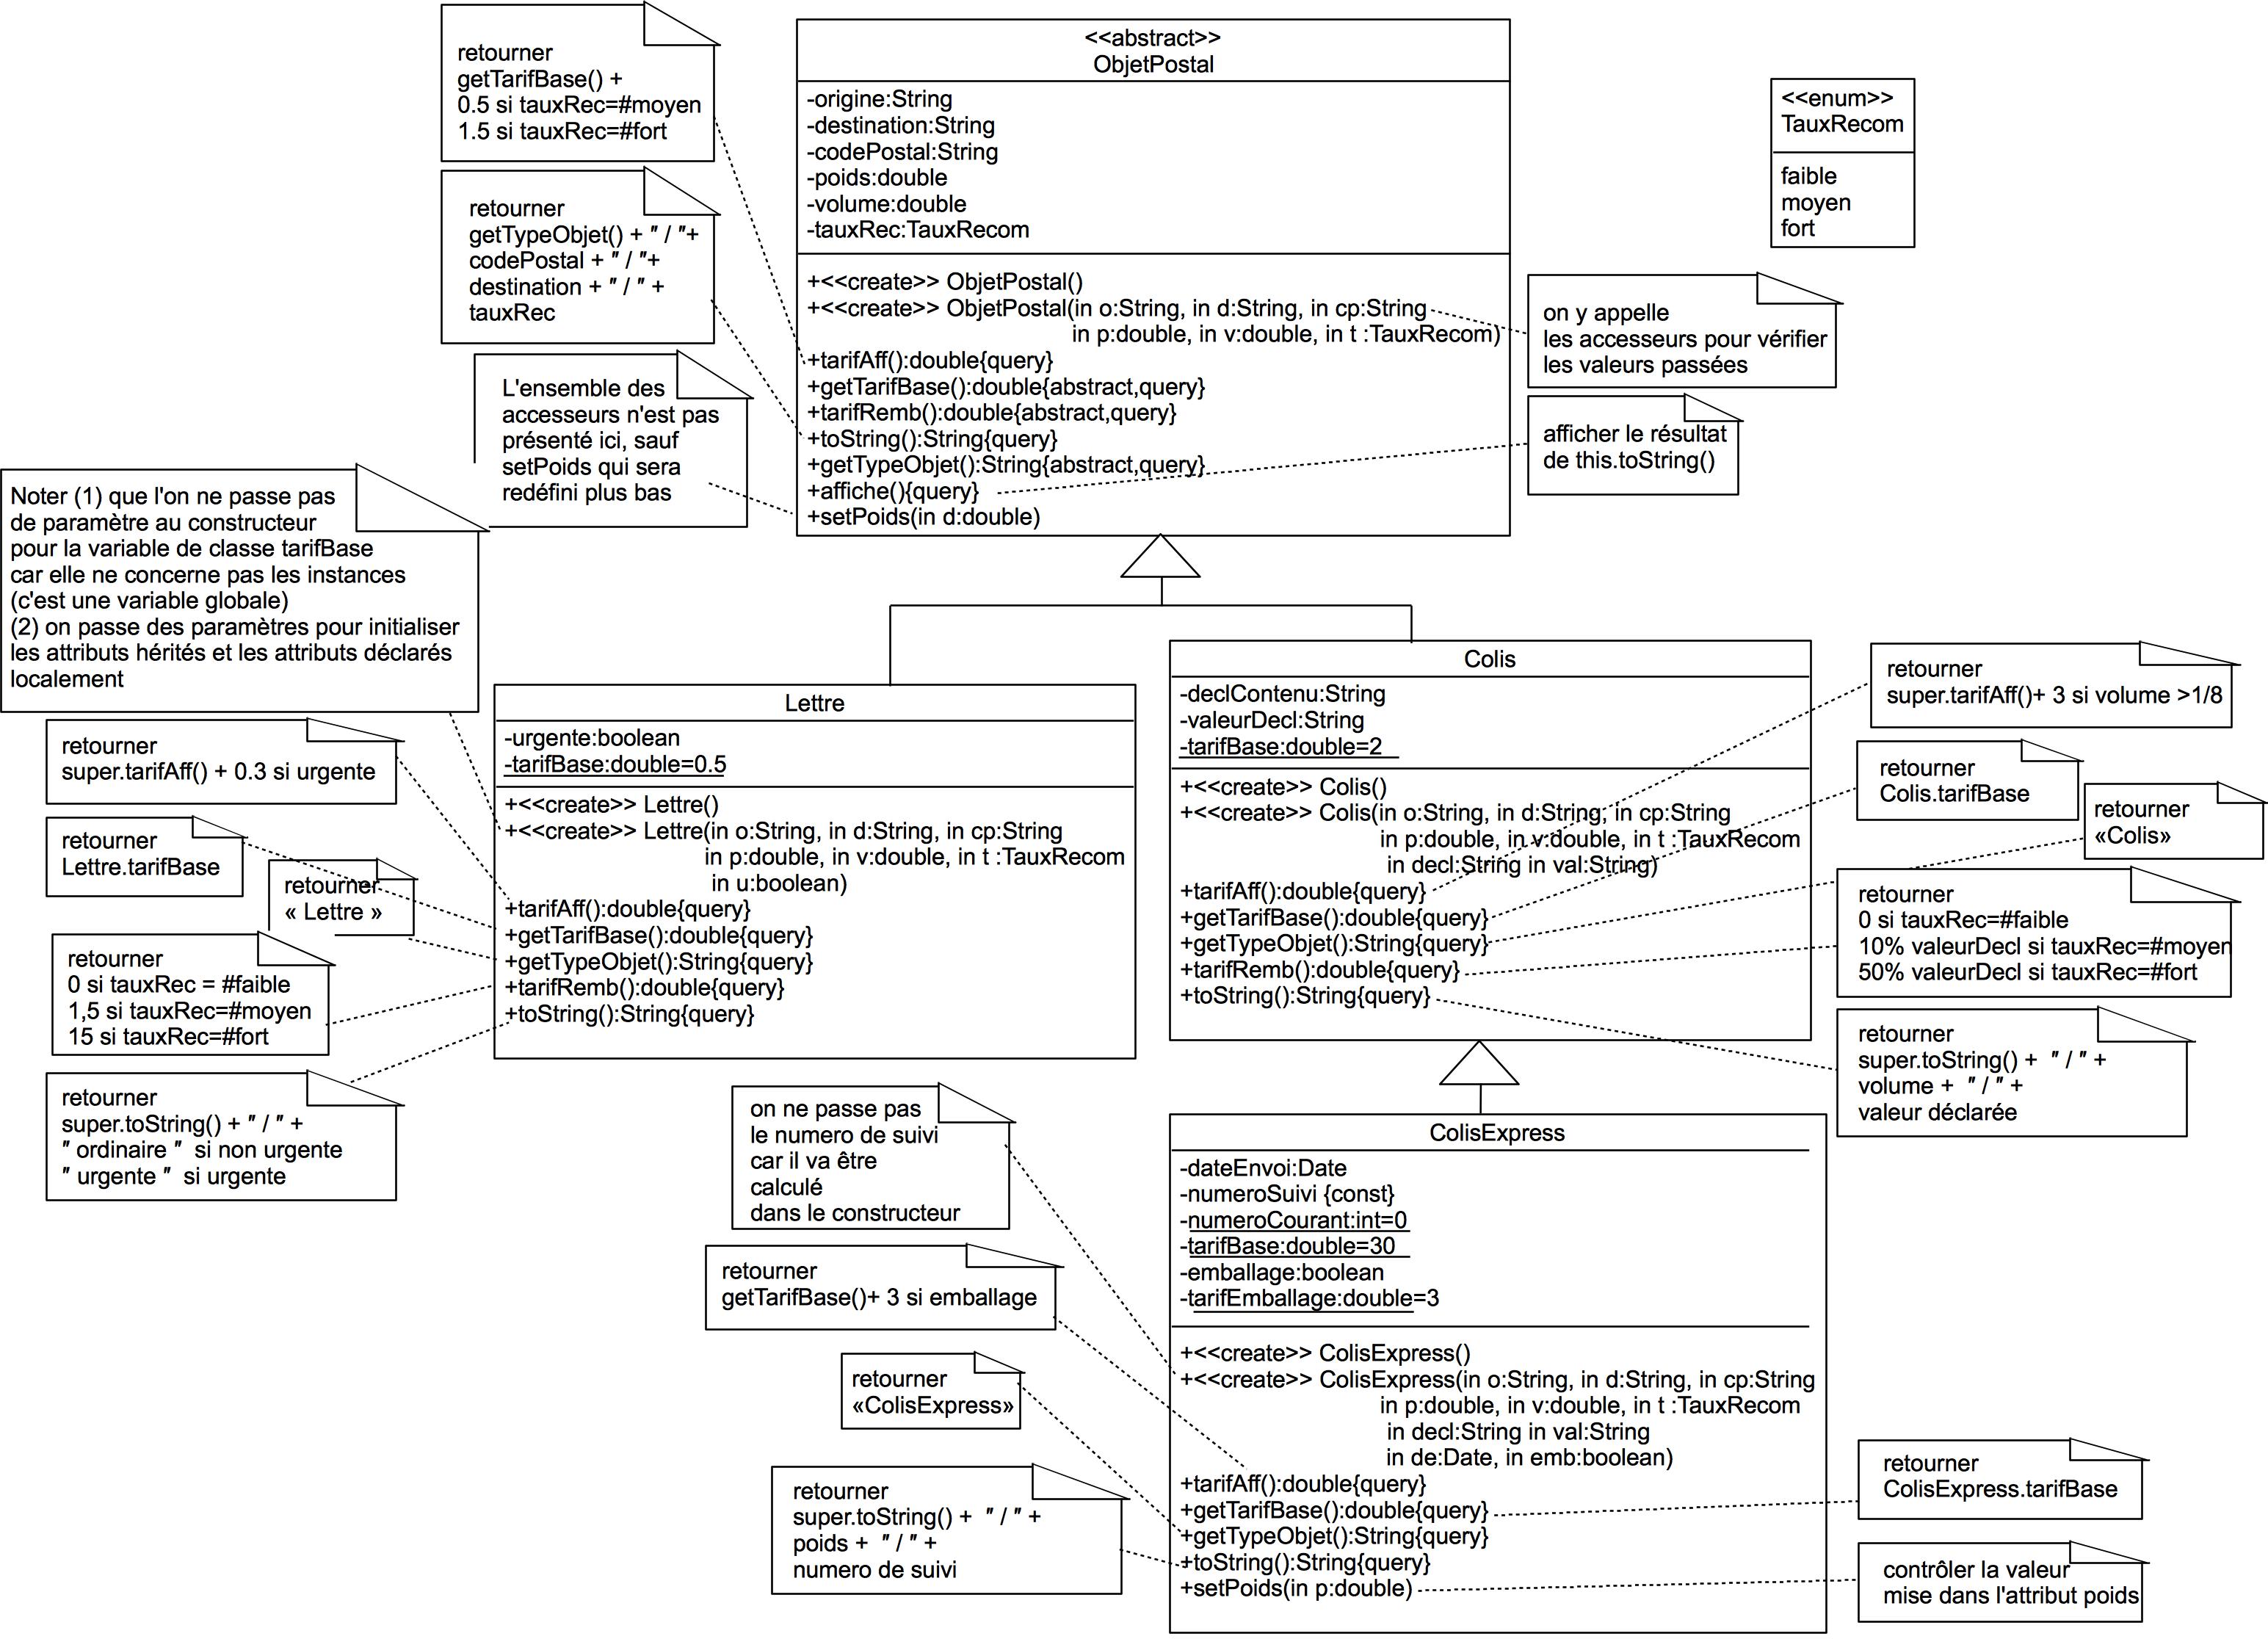 retourner
getTarifBase() +
0.5 si tauxRec=#moyen
1.5 si tauxRec=#fort
retourner
getTypeObjet() + " / "+
codePostal + " / "+
destination + " / " +
tauxRec
L'ensemble des
accesseurs n'est pas
présenté ici, sauf
setPoids qui sera
redéfini plus bas
<<abstract>>
ObjetPostal
-origine:String
-destination:String
-codePostal:String
-poids:double
-volume:double
-tauxRec:TauxRecom
+<<create>> ObjetPostal()
+<<create>> ObjetPostal(in o:String, in d:String, in cp:String
in p:double, in v:double, in t :TauxRecom)
+tarifAff():double{query}
+getTarifBase():double{abstract,query}
+tarifRemb():double{abstract,query}
+toString():String{query}
+getTypeObjet():String{abstract,query}
+affiche(){query}
+setPoids(in d:double)
<<enum>>
TauxRecom
faible
moyen
fort
on y appelle
les accesseurs pour vérifier
les valeurs passées
afficher le résultat
de this.toString()
Noter (1) que l'on ne passe pas
de paramètre au constructeur
pour la variable de classe tarifBase
car elle ne concerne pas les instances
(c'est une variable globale)
(2) on passe des paramètres pour initialiser
les attributs hérités et les attributs déclarés
localement
retourner
super.tarifAff() + 0.3 si urgente
retourner
Lettre.tarifBase
retourner
« Lettre »
retourner
0 si tauxRec = #faible
1,5 si tauxRec=#moyen
15 si tauxRec=#fort
retourner
super.toString() + " / " +
" ordinaire "  si non urgente
" urgente "  si urgente
Lettre
-urgente:boolean
-tarifBase:double=0.5
+<<create>> Lettre()
+<<create>> Lettre(in o:String, in d:String, in cp:String
in p:double, in v:double, in t :TauxRecom
in u:boolean)
+tarifAff():double{query}
+getTarifBase():double{query}
+getTypeObjet():String{query}
+tarifRemb():double{query}
+toString():String{query}
Colis
-declContenu:String
-valeurDecl:String
-tarifBase:double=2
+<<create>> Colis()
+<<create>> Colis(in o:String, in d:String, in cp:String
in p:double, in v:double, in t :TauxRecom
in decl:String in val:String)
+tarifAff():double{query}
+getTarifBase():double{query}
+getTypeObjet():String{query}
+tarifRemb():double{query}
+toString():String{query}
retourner
super.tarifAff()+ 3 si volume >1/8
retourner
Colis.tarifBase
retourner
«Colis»
retourner
0 si tauxRec=#faible
10% valeurDecl si tauxRec=#moyen
50% valeurDecl si tauxRec=#fort
retourner
super.toString() +  " / " +
volume +  " / " +
valeur déclarée
on ne passe pas
le numero de suivi
car il va être
calculé
dans le constructeur
retourner
getTarifBase()+ 3 si emballage
retourner
«ColisExpress»
retourner
super.toString() +  " / " +
poids +  " / " +
numero de suivi
ColisExpress
-dateEnvoi:Date
-numeroSuivi {const}
-numeroCourant:int=0
-tarifBase:double=30
-emballage:boolean
-tarifEmballage:double=3
+<<create>> ColisExpress()
+<<create>> ColisExpress(in o:String, in d:String, in cp:String
in p:double, in v:double, in t :TauxRecom
in decl:String in val:String
in de:Date, in emb:boolean)
+tarifAff():double{query}
+getTarifBase():double{query}
+getTypeObjet():String{query}
+toString():String{query}
+setPoids(in p:double)
retourner
ColisExpress.tarifBase
contrôler la valeur
mise dans l'attribut poids